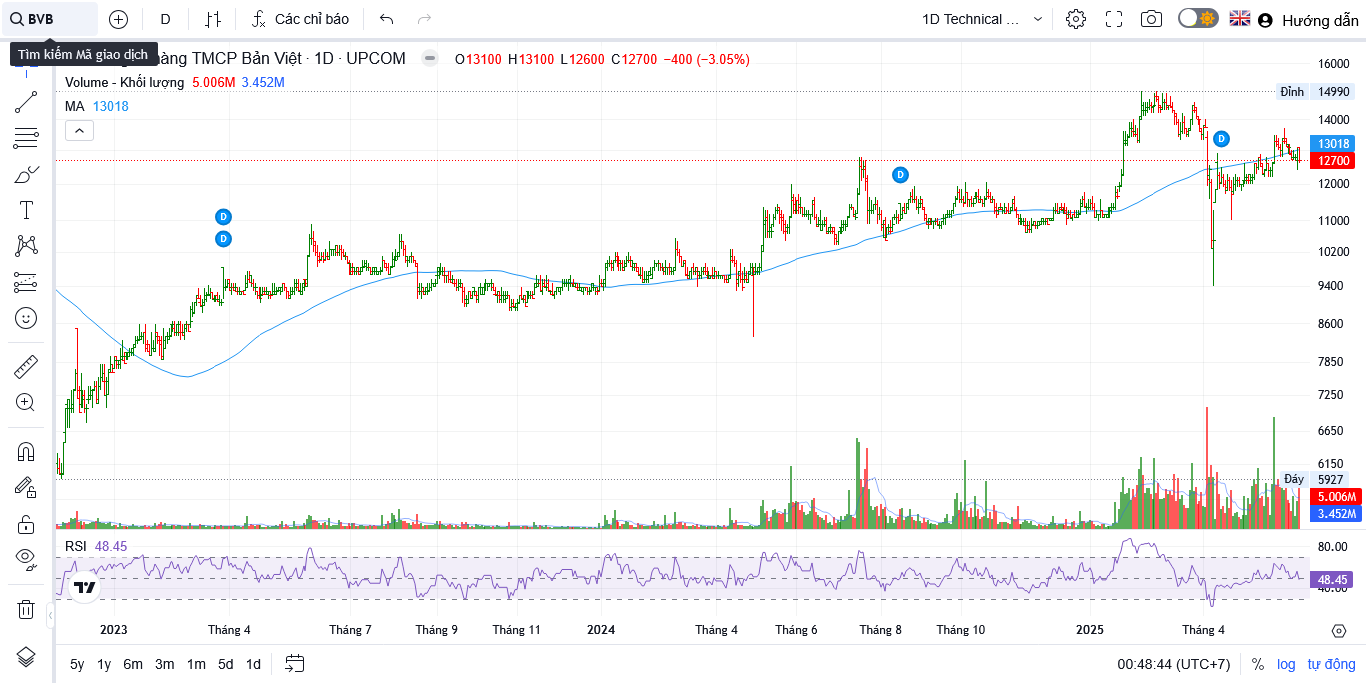 BVB D Các chỉ báo 1D Technical ... Hướng dẫn
Tìm kiếm Mã giao dịch
hàng TMCP Bản Việt · 1D · UPCOM O13100 H13100 L12600 C12700 −400 (−3.05%)
Volume - Khối lượng 5.006M 3.452M
MA 13018
16000
Đỉnh 14990
14000
13018
12700
12000
11000
10200
9400
8600
7850
7250
6650
6150
Đáy 5927
5.006M
3.452M
D
D
D
D
RSI 48.45
80.00
48.45
40.00
2023 Tháng 4 Tháng 7 Tháng 9 Tháng 11 2024 Tháng 4 Tháng 6 Tháng 8 Tháng 10 2025 Tháng 4
5y 1y 6m 3m 1m 5d 1d 00:48:44 (UTC+7) % log tự động